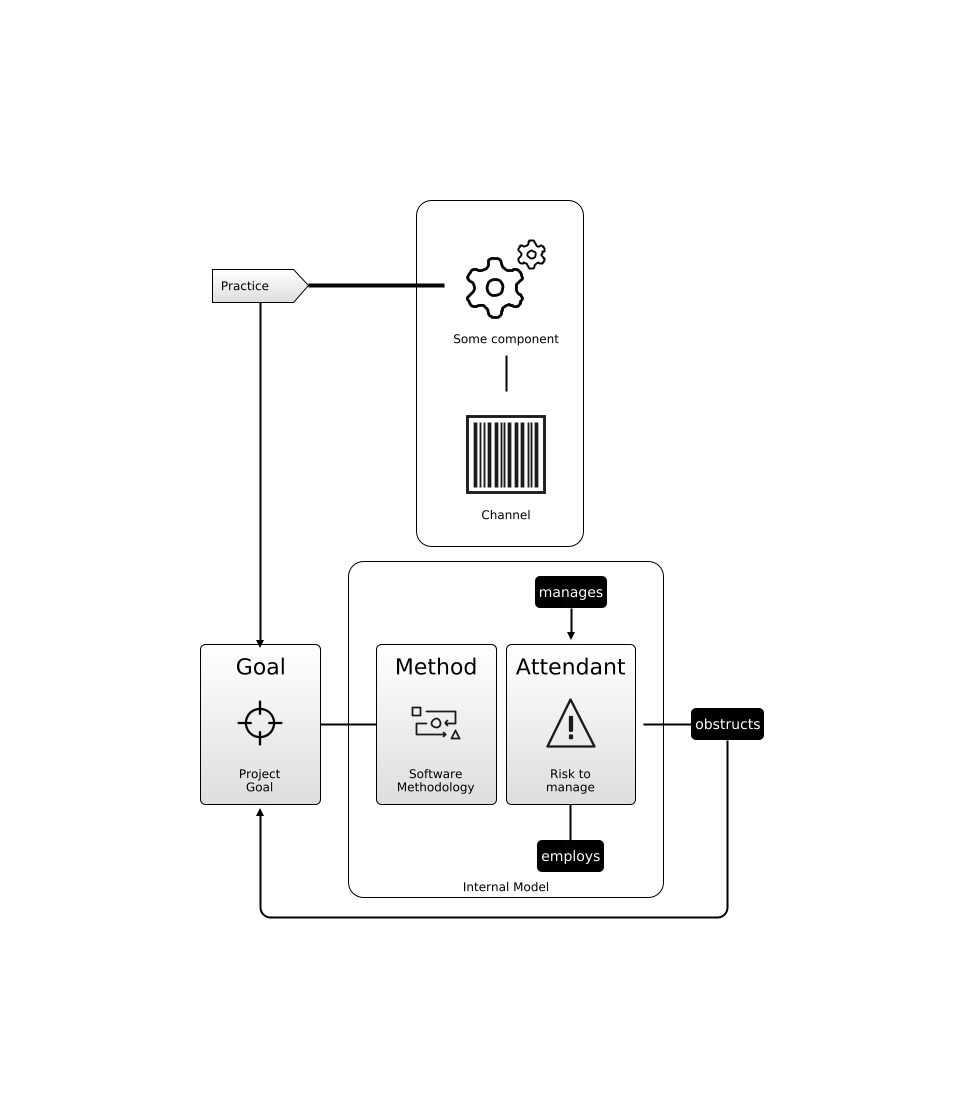 Practice
Some component
Channel
manages
Goal
Project
Goal
Method
Software
Methodology
Attendant
Risk to
manage
obstructs
employs
Internal Model